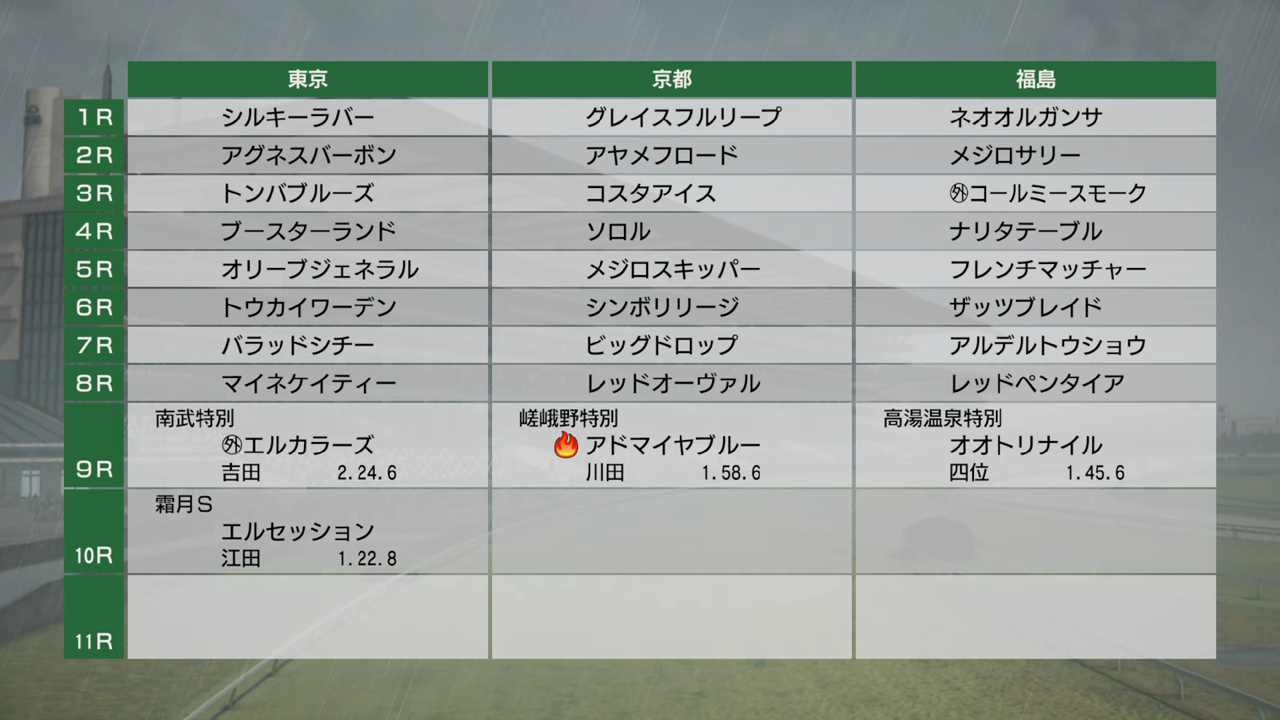 東京 京都 福島
1R シルキーラバー グレイスフルリープ ネオオルガンサ
2R アグネスバーボン アヤメフロード メジロサリー
3R トンバブルーズ コスタアイス ㊕コールミースモーク
4R ブースターランド ソロル ナリタテーブル
5R オリーブジェネラル メジロスキッパー フレンチマッチャー
6R トウカイワーデン シンボリリージ ザッツブレイド
7R バラッドシチー ビッグドロップ アルデルトウショウ
8R マイネケイティー レッドオーヴァル レッドペンタイア
南武特別 嵯峨野特別 高湯温泉特別
外エルカラーズ アドマイヤブルー オオトリナイル
9R 吉田 2.24.6 川田 1.58.6 四位 1.45.6
霜月S
エルセッション
10R 江田 1.22.8
11R